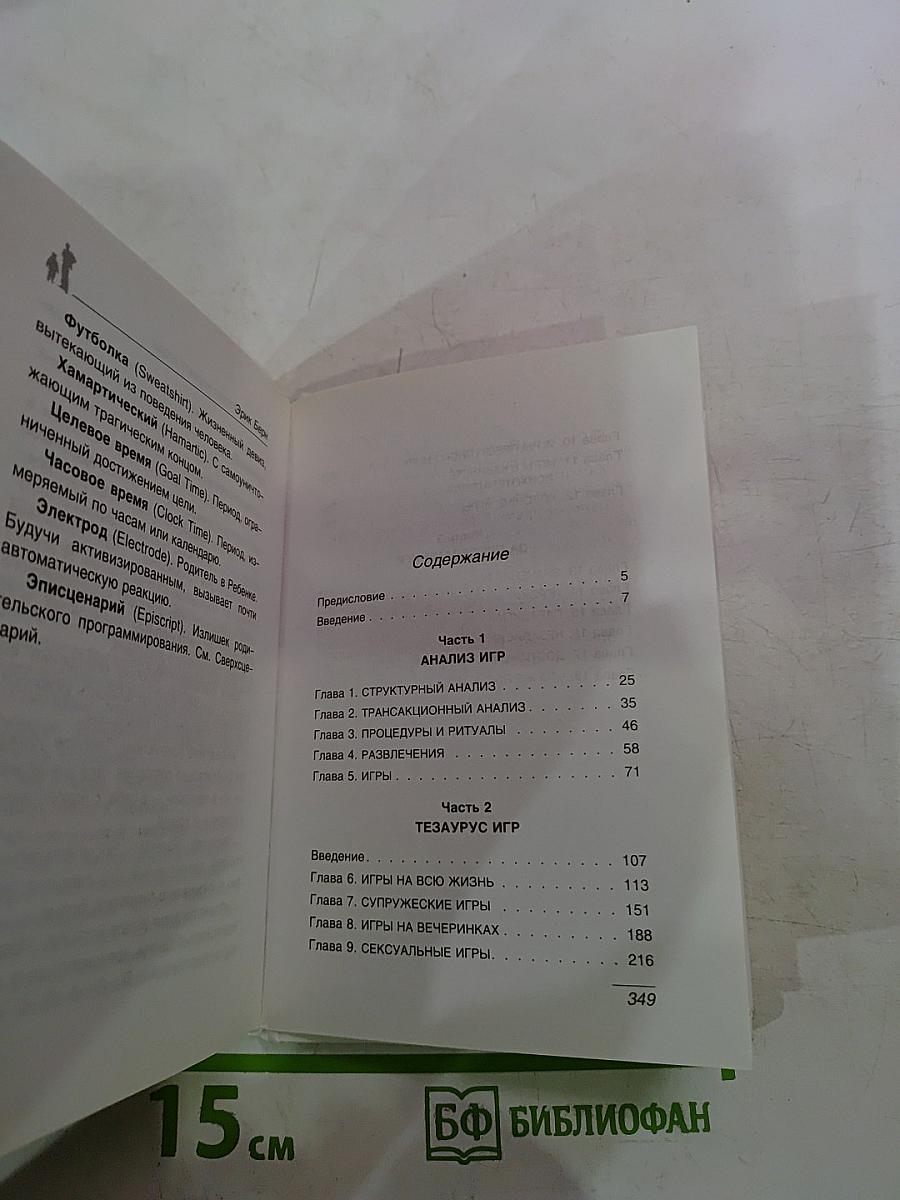 Эрик Берн
Футболка (Sweatshirt). Жизненный девиз,
вытекающий из поведения человека.
Хамартический (Hamartic). С самоуничто-
жающим трагическим концом.
Целевое время (Goal Time). Период, огра-
ниченный достижением цели.
Часовое время (Clock Time). Период, из-
меряемый по часам или календарю.
Электрод (Electrode). Родитель в Ребенке.
Будучи активизированным, вызывает почти
автоматическую реакцию.
Эписценарий (Episcript). Излишек роди-
тельского программирования. См. Сверхсце-
нарий.
Содержание
Предисловие . . . . . . . . . . . . . . . . . . . . 5
Введение . . . . . . . . . . . . . . . . . . . . . . 7
Часть 1
АНАЛИЗ ИГР
Глава 1. СТРУКТУРНЫЙ АНАЛИЗ . . . . . . . . . 25
Глава 2. ТРАНСАКЦИОННЫЙ АНАЛИЗ . . . . . . . 35
Глава 3. ПРОЦЕДУРЫ И РИТУАЛЫ . . . . . . . . 46
Глава 4. РАЗВЛЕЧЕНИЯ . . . . . . . . . . . . . 58
Глава 5. ИГРЫ . . . . . . . . . . . . . . . . . . 71
Часть 2
ТЕЗАУРУС ИГР
Введение . . . . . . . . . . . . . . . . . . . . 107
Глава 6. ИГРЫ НА ВСЮ ЖИЗНЬ . . . . . . . . . 113
Глава 7. СУПРУЖЕСКИЕ ИГРЫ . . . . . . . . . 151
Глава 8. ИГРЫ НА ВЕЧЕРИНКАХ . . . . . . . . . 188
Глава 9. СЕКСУАЛЬНЫЕ ИГРЫ . . . . . . . . . . 216
349
15 см
БФ БИБЛИОФАН